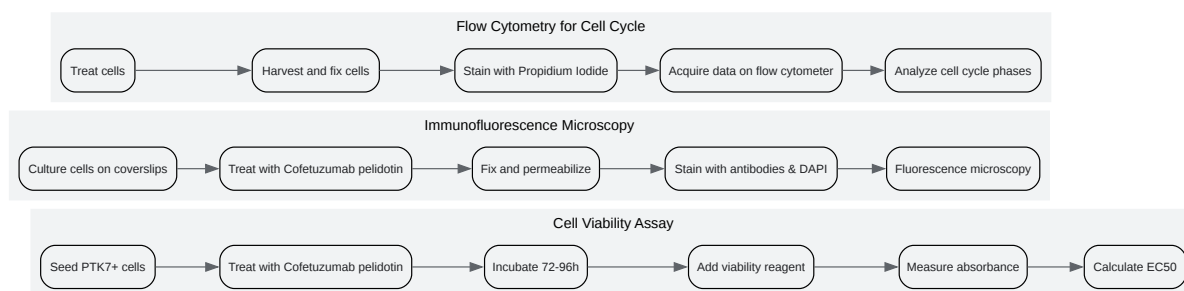 Flow Cytometry for Cell Cycle
Treat cells
Harvest and fix cells
Stain with Propidium Iodide
Acquire data on flow cytometer
Analyze cell cycle phases
Immunofluorescence Microscopy
Culture cells on coverslips
Treat with Cofetuzumab pelidotin
Fix and permeabilize
Stain with antibodies & DAPI
Fluorescence microscopy
Cell Viability Assay
Seed PTK7+ cells
Treat with Cofetuzumab pelidotin
Incubate 72-96h
Add viability reagent
Measure absorbance
Calculate EC50